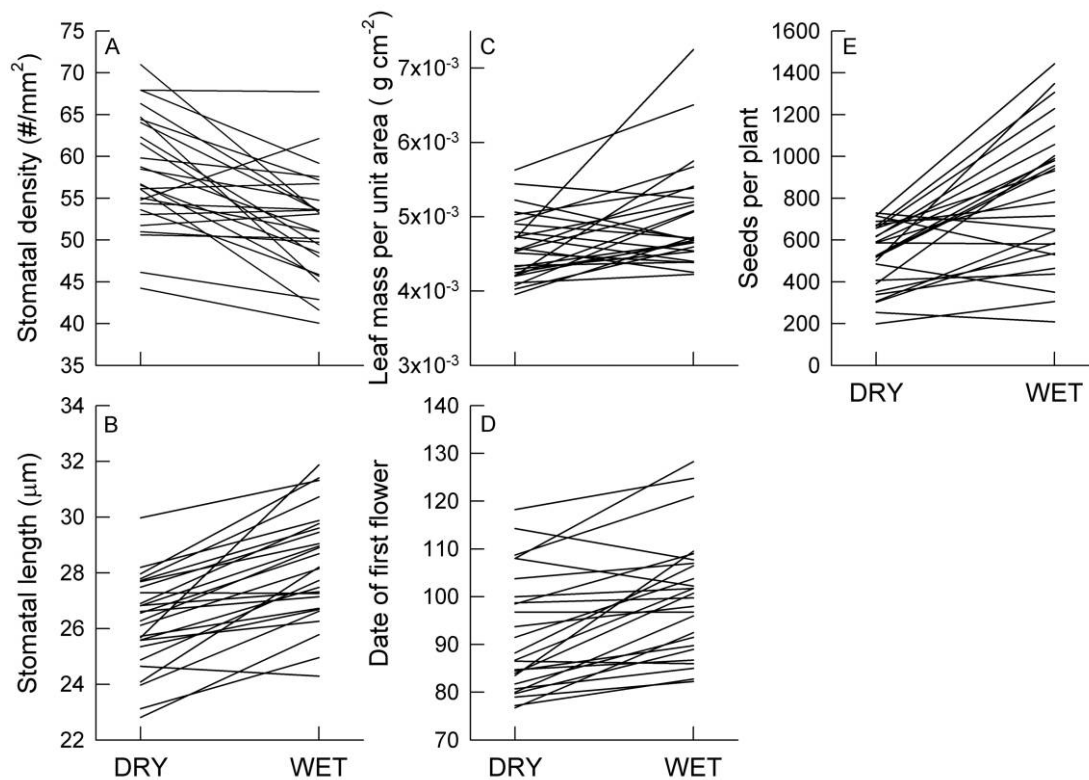 A
Stomatal density (#/mm²)
75
70
65
60
55
50
45
40
35
C
Leaf mass per unit area ( g cm⁻²)
7x10⁻³
6x10⁻³
5x10⁻³
4x10⁻³
3x10⁻³
E
Seeds per plant
1600
1400
1200
1000
800
600
400
200
0
DRY WET
B
Stomatal length (μm)
34
32
30
28
26
24
22
DRY WET
D
Date of first flower
140
130
120
110
100
90
80
70
DRY WET